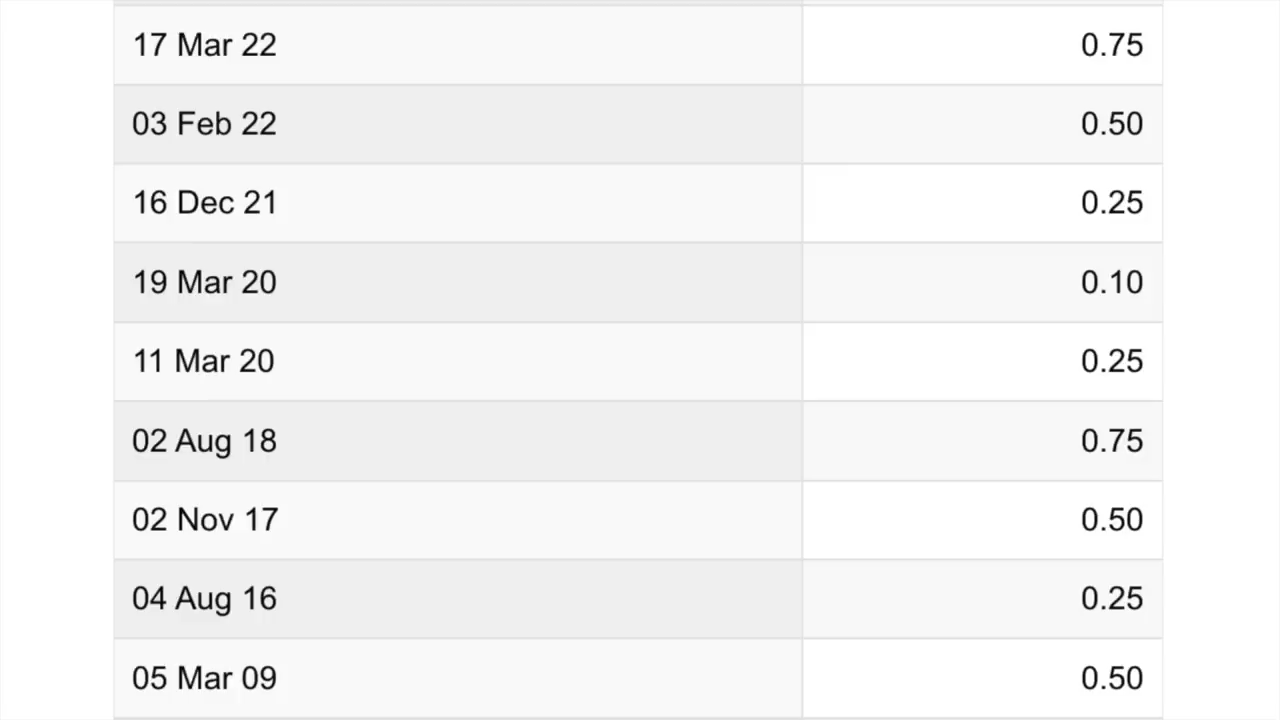 17 Mar 22 0.75
03 Feb 22 0.50
16 Dec 21 0.25
19 Mar 20 0.10
11 Mar 20 0.25
02 Aug 18 0.75
02 Nov 17 0.50
04 Aug 16 0.25
05 Mar 09 0.50